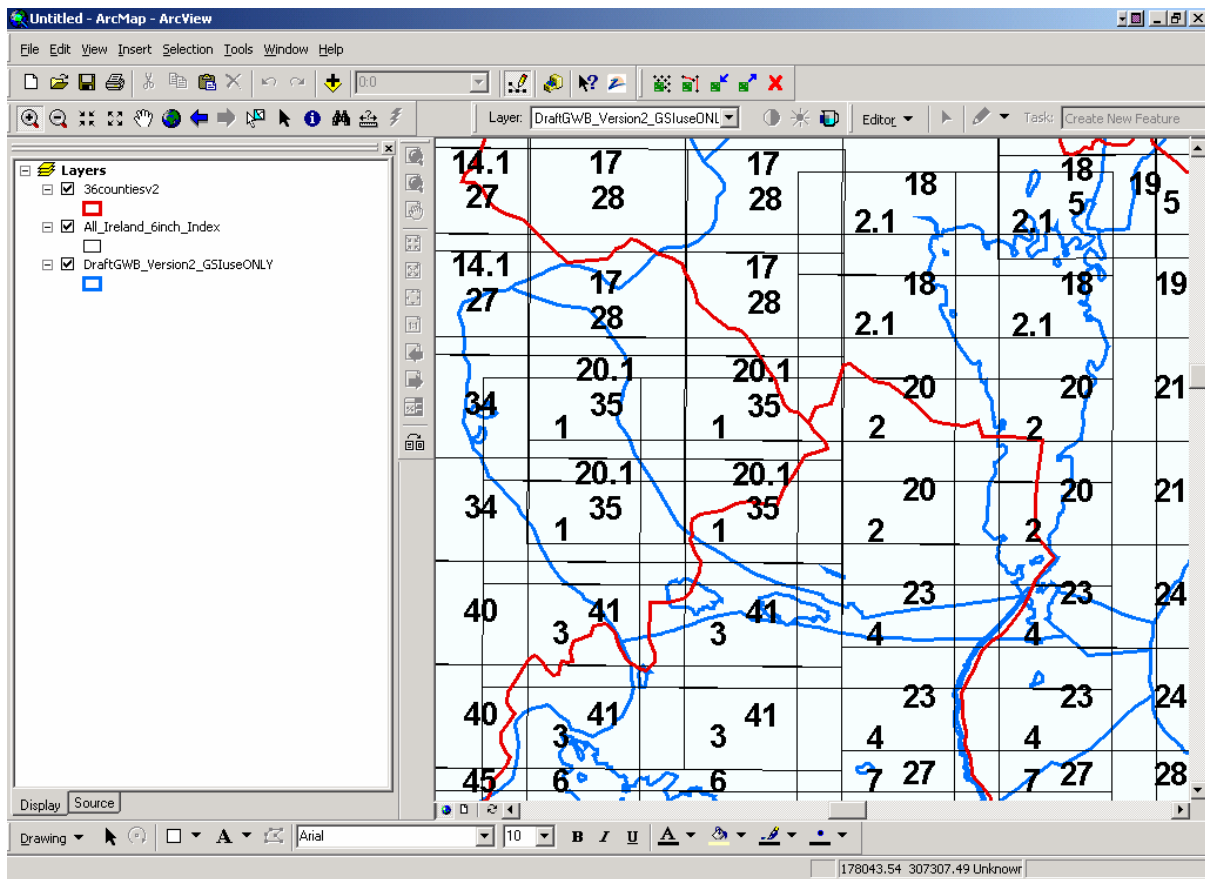 Untitled - ArcMap - ArcView
File Edit View Insert Selection Tools Window Help
0:0
Layer: DraftGWB_Version2_GSIuseONL Editor Task: Create New Feature
Layers
36countiesv2
All_Ireland_6inch_Index
DraftGWB_Version2_GSIuseONLY
1:1
14.1 17 17 18 18 19
27 28 28 2.1 2.1 5 5
14.1 17 17 18 18 19
27 28 28 2.1 2.1
20.1 20.1 20 20 21
34 35 35
1 1 2 2
20.1 20.1 20 20 21
34 35 35
1 1 2 2
40 41 41 23 23 24
3 3 4 4
40 41 41 23 23 24
3 3 4 4
45 6 6 7 27 7 27 28
Display Source
Drawing A Arial 10 B I U A
178043.54 307307.49 Unknowr